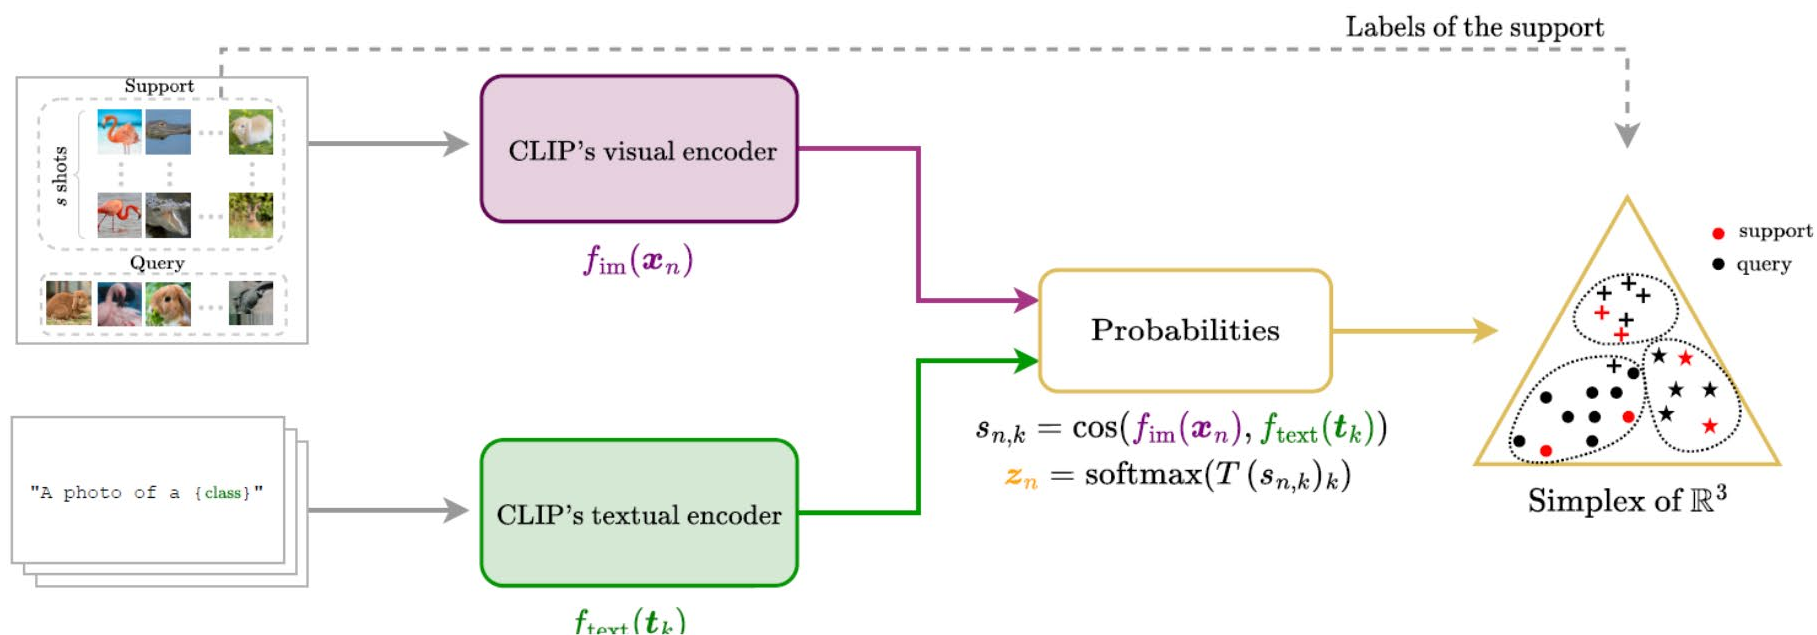 Labels of the support
Support
s shots
Query
CLIP's visual encoder
f_im(x_n)
"A photo of a {class}"
CLIP's textual encoder
f_text(t_k)
Probabilities
s_{n,k} = cos(f_im(x_n), f_text(t_k))
z_n = softmax(T (s_{n,k})_k)
support
query
Simplex of ℝ³